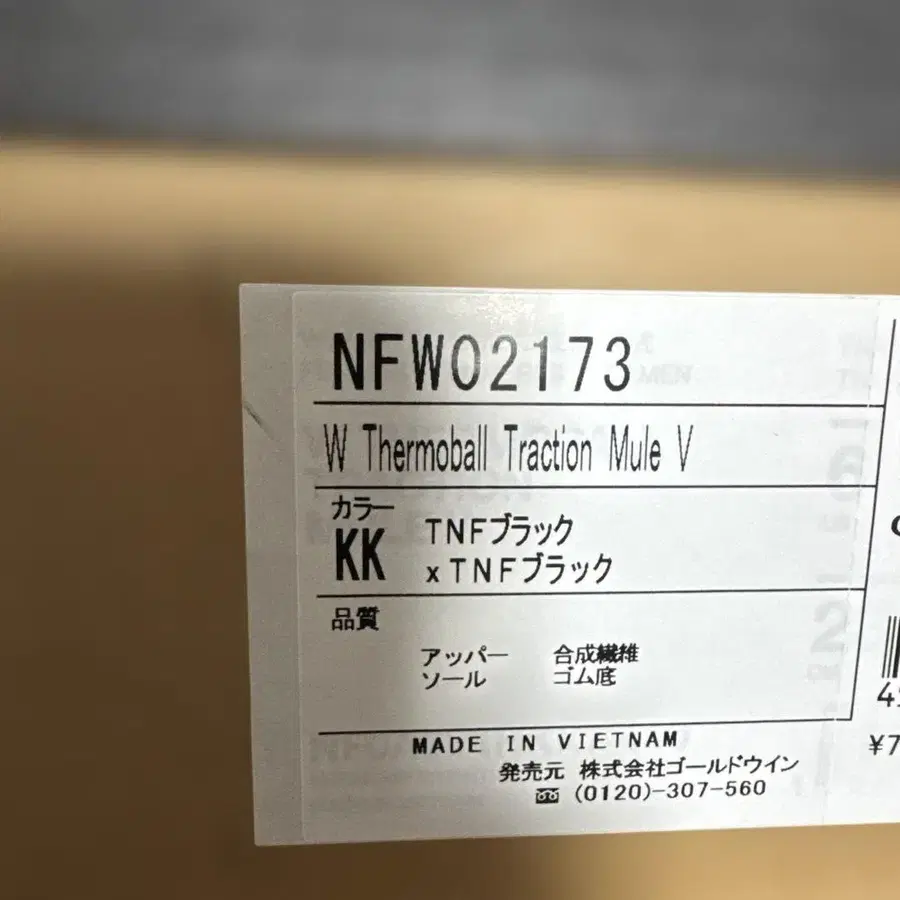 NFW02173
W Thermoball Traction Mule V
カラー
KK TNFブラック
xTNFブラック
品質
アッパー 合成繊維
ソール ゴム底
MADE IN VIETNAM
発売元 株式会社ゴールドウイン
(0120)-307-560
¥7